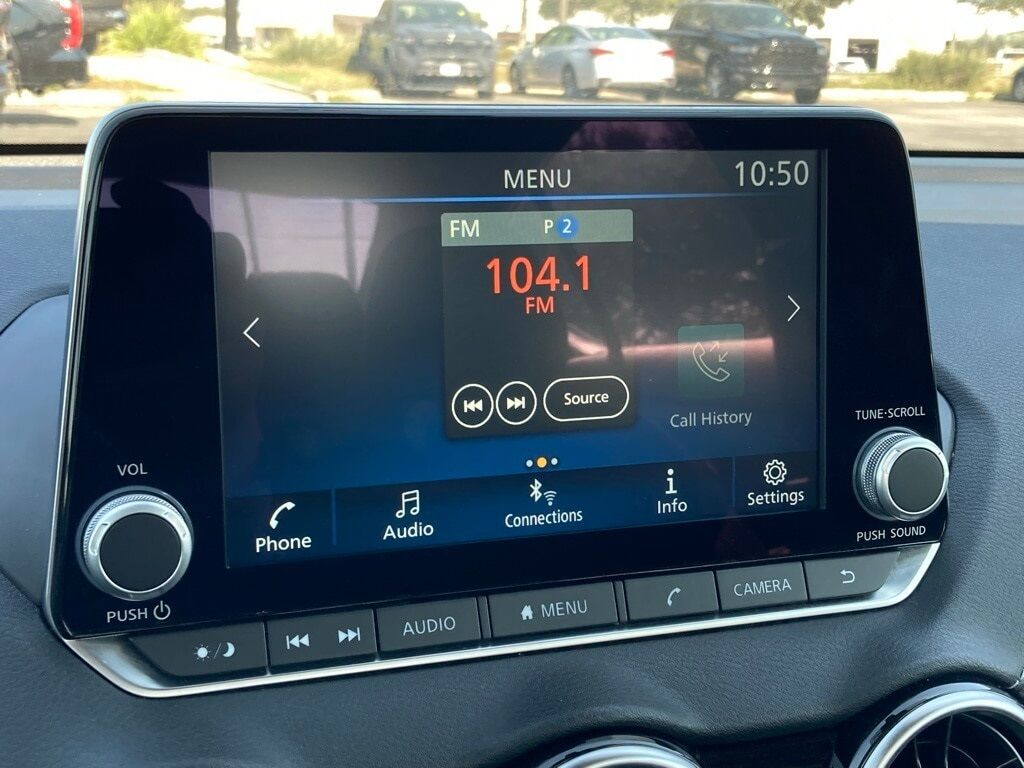 MENU
10:50
FM P 2
104.1
FM
Source
Call History
Phone
Audio
Connections
Info
Settings
VOL
PUSH
TUNE·SCROLL
PUSH SOUND
AUDIO
MENU
CAMERA